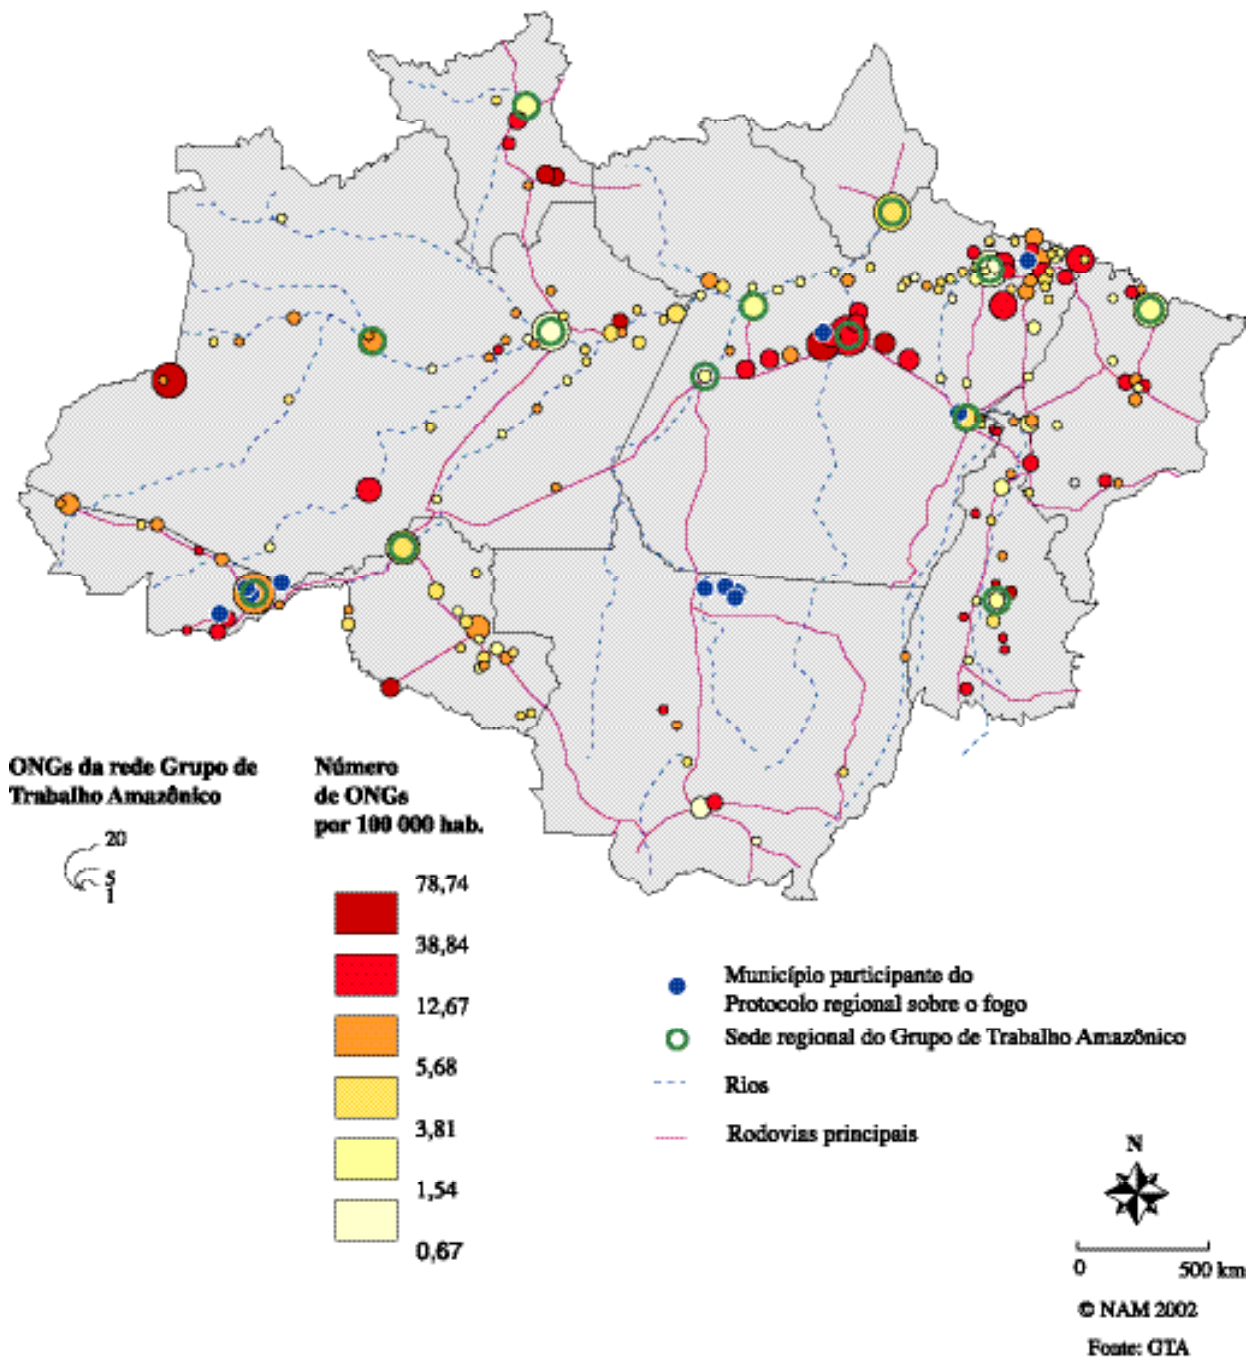 ONGs da rede Grupo de
Trabalho Amazônico
20
5
1
Número
de ONGs
por 100 000 hab.
78,74
38,84
12,67
5,68
3,81
1,54
0,67
Município participante do
Protocolo regional sobre o fogo
Sede regional do Grupo de Trabalho Amazônico
Rios
Rodovias principais
N
0
500 km
© NAM 2002
Fonte: GTA